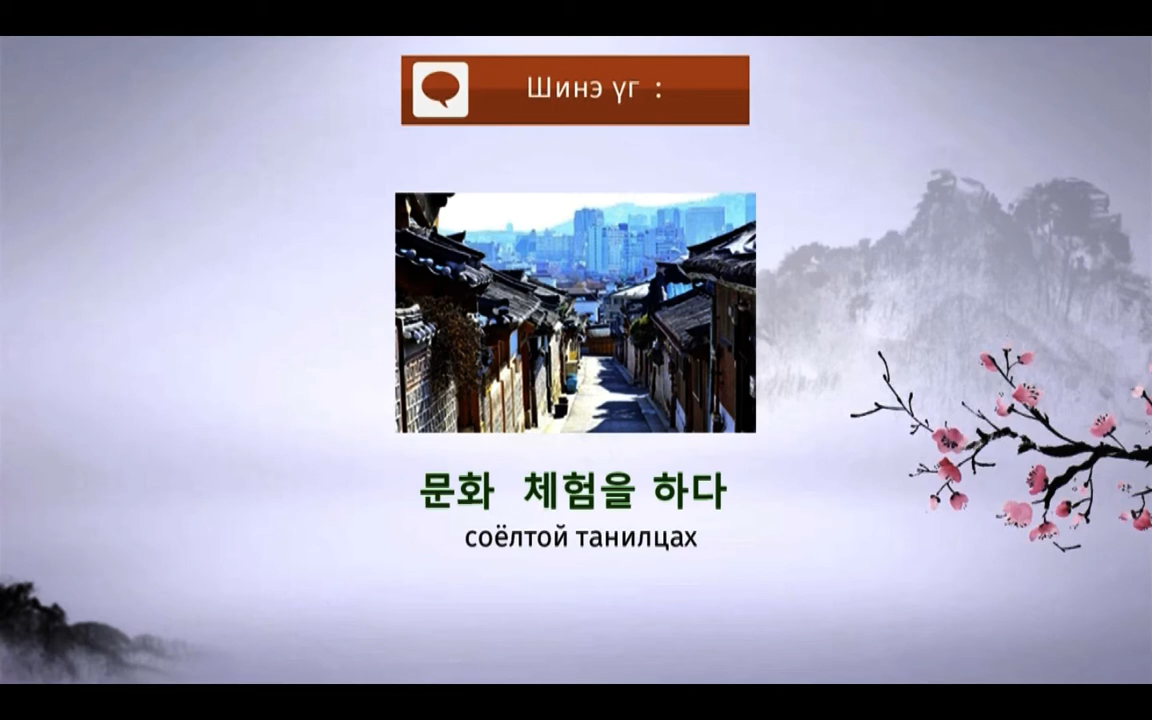 Шинэ үг :
문화 체험을 하다
соёлтой танилцах